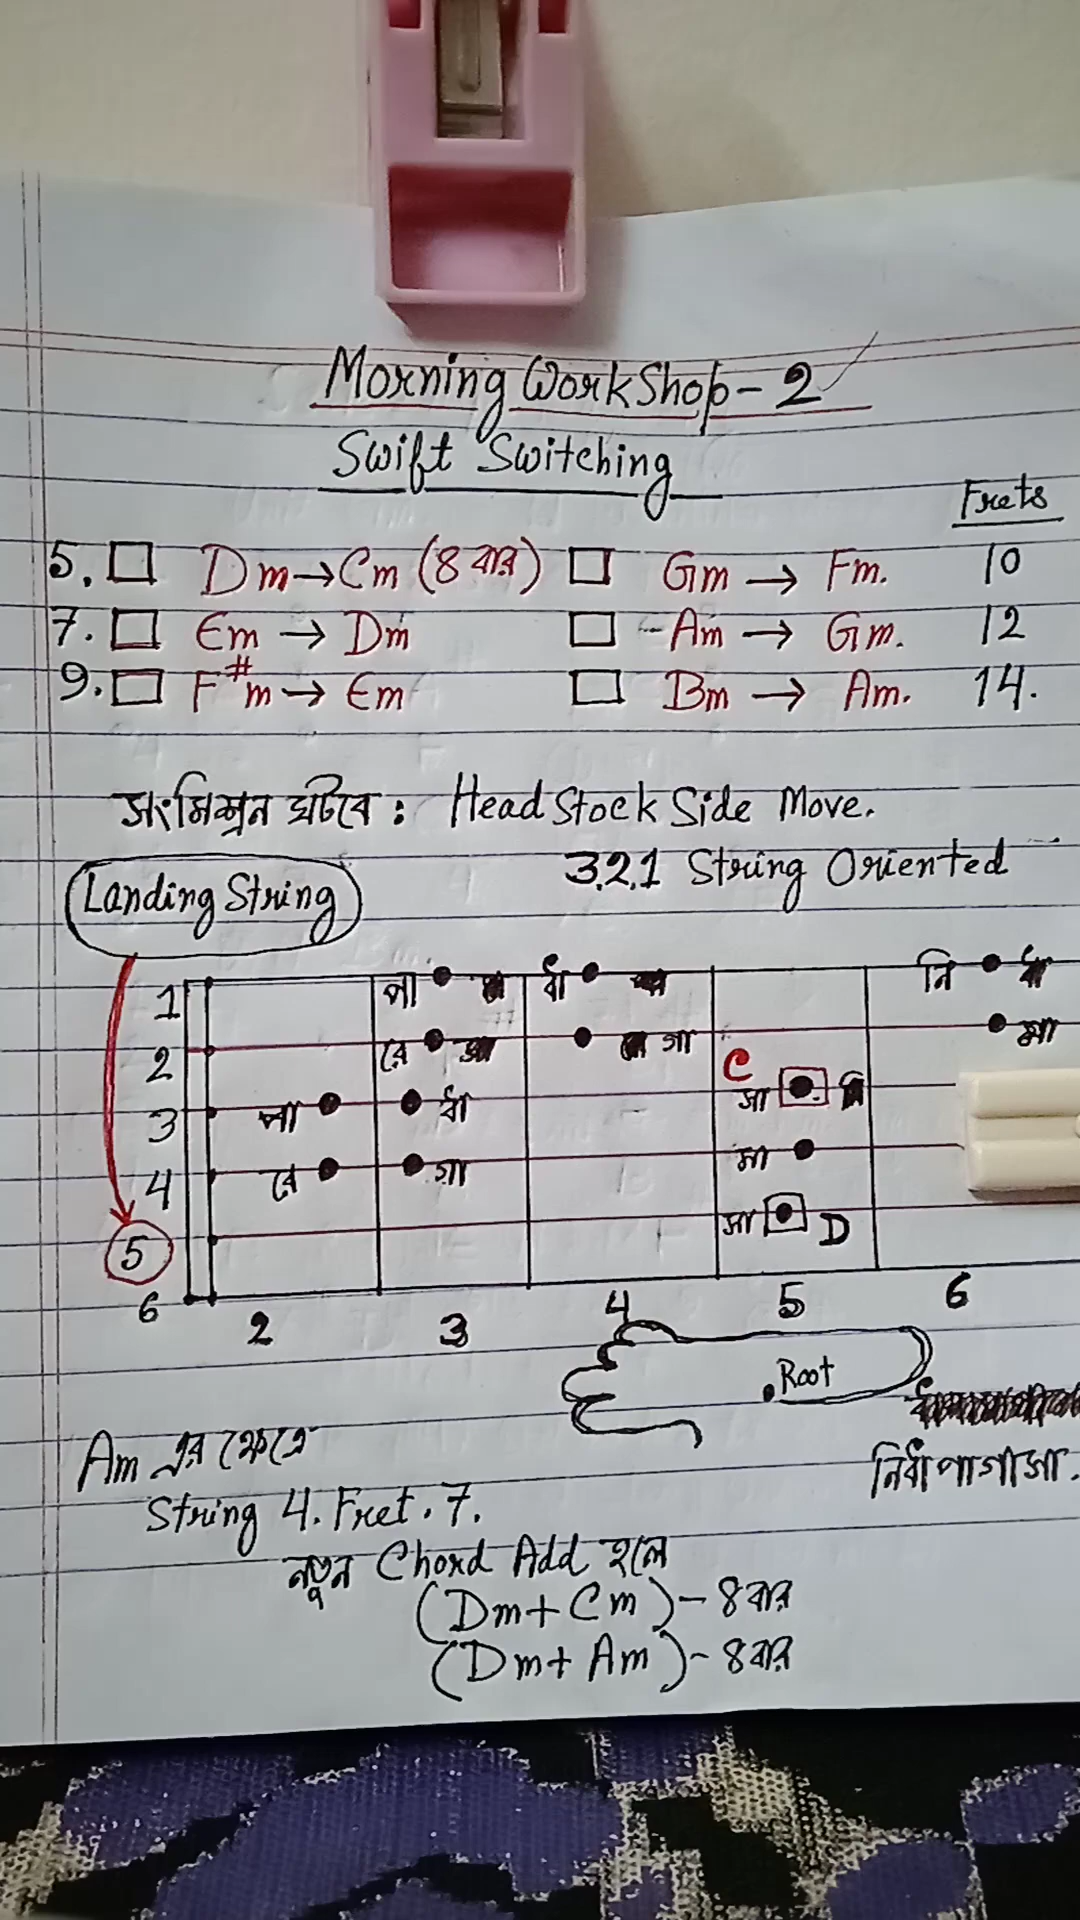 Morning WorkShop - 2
Swift Switching
Frets
5. Dm → Cm (8 বার) Gm → Fm. 10
7. Em → Dm Am → Gm. 12
9. F#m → Em Bm → Am. 14.
সংমিশ্রন ঘটবে : Head Stock Side Move.
3.2.1 String Oriented
Landing String
1 পা ধা নি ধা
2 রে গা মা
3 পা ধা C সা
4 রে গা মা
5 সা D
6
2 3 4 5 6
Root
Am এর ক্ষেত্রে
নি ধা পা গা সা.
String 4. Fret. 7.
নতুন Chord Add হলে
(Dm + Cm) - 8 বার
(Dm + Am) - 8 বার